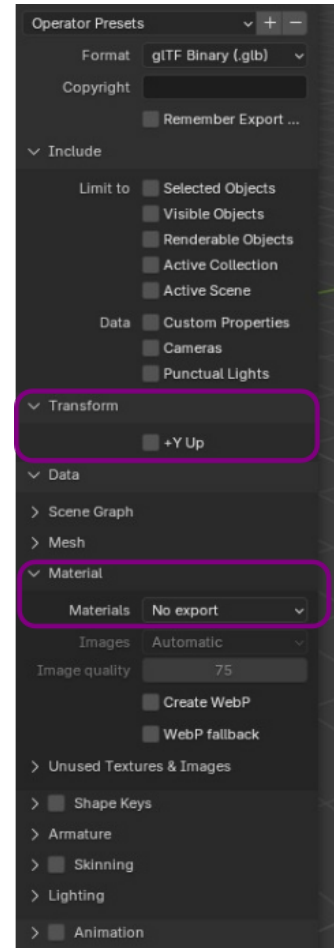 Operator Presets
Format glTF Binary (.glb)
Copyright
Remember Export ...
Include
Limit to Selected Objects
Visible Objects
Renderable Objects
Active Collection
Active Scene
Data Custom Properties
Cameras
Punctual Lights
Transform
+Y Up
Data
Scene Graph
Mesh
Material
Materials No export
Images Automatic
Image quality 75
Create WebP
WebP fallback
Unused Textures & Images
Shape Keys
Armature
Skinning
Lighting
Animation